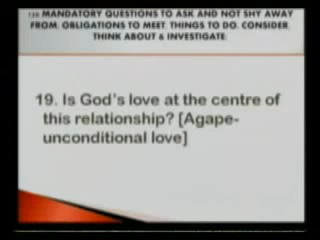 150 MANDATORY QUESTIONS TO ASK AND NOT SHY AWAY
FROM. OBLIGATIONS TO MEET. THINGS TO DO. CONSIDER.
THINK ABOUT & INVESTIGATE:
19. Is God's love at the centre of
this relationship? [Agape-
unconditional love]